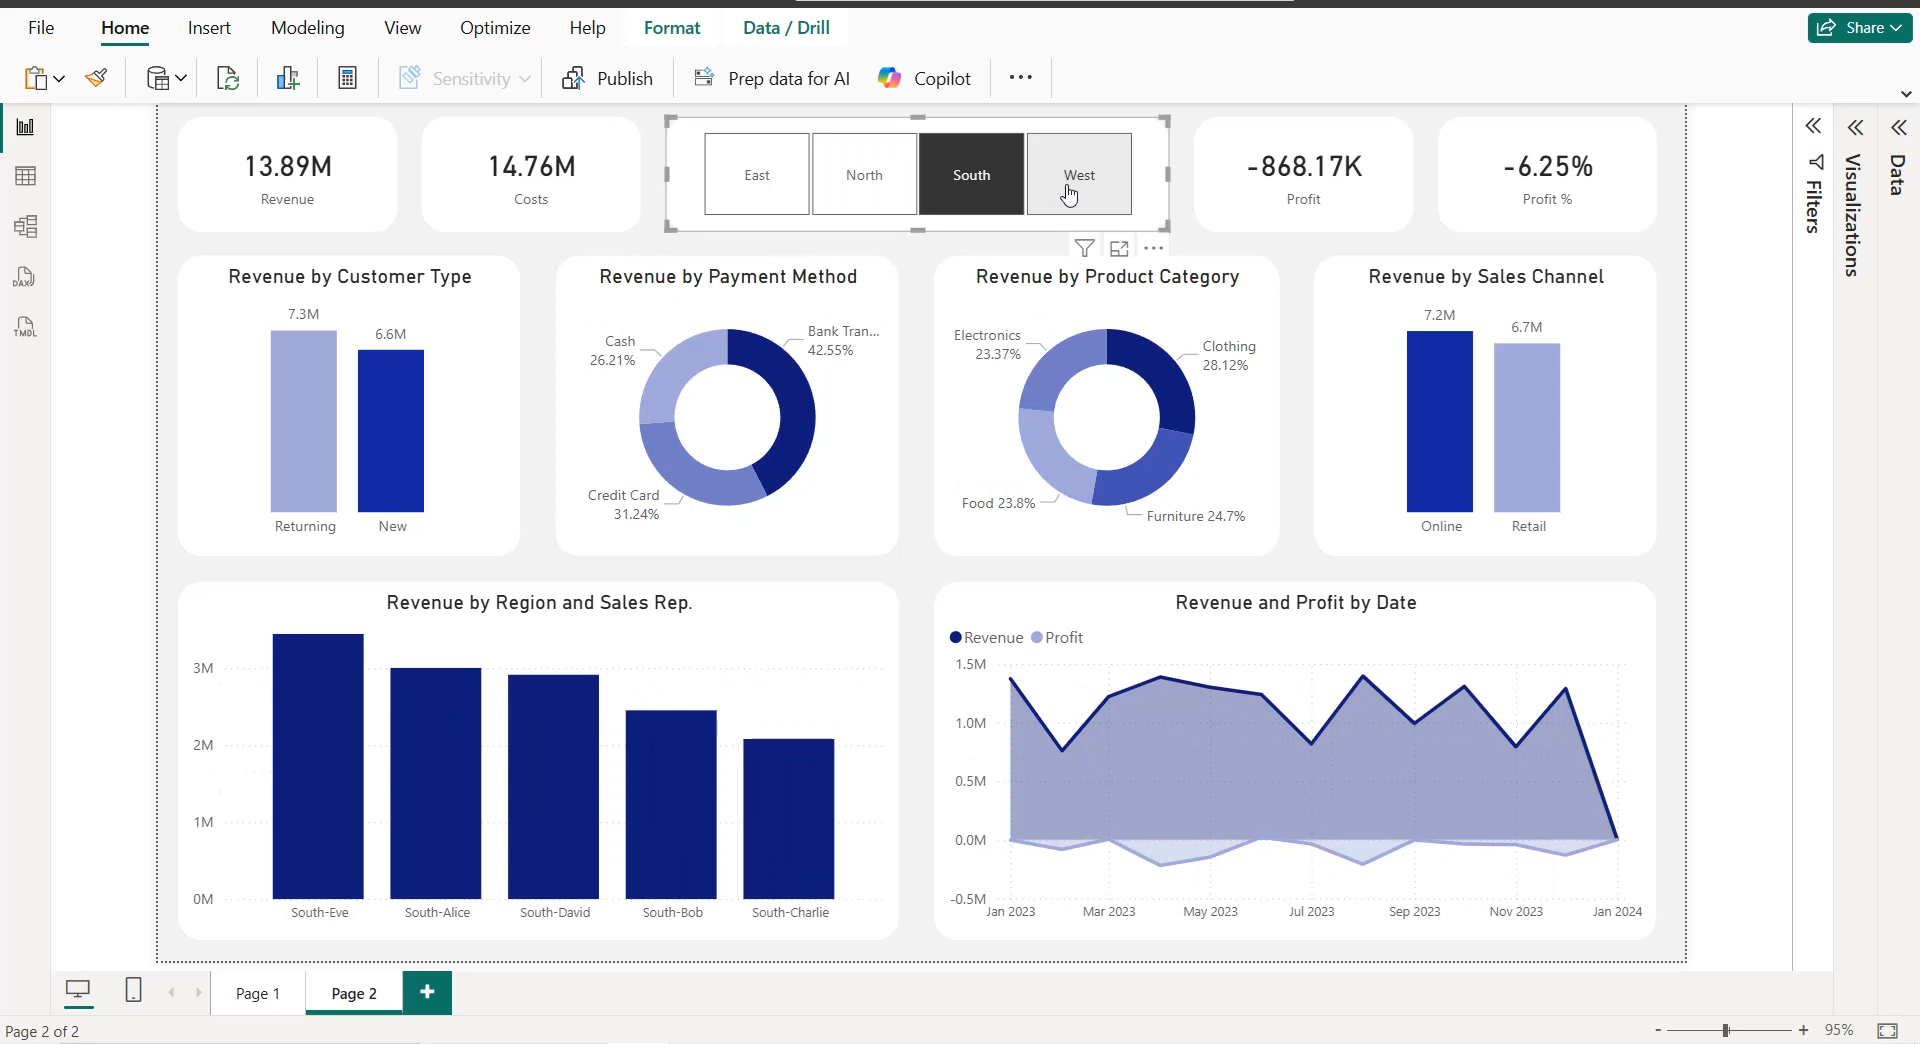 File Home Insert Modeling View Optimize Help Format Data / Drill Share
Sensitivity Publish Prep data for AI Copilot
13.89M
Revenue
14.76M
Costs
East North South West
-868.17K
Profit
-6.25%
Profit %
Filters
Visualizations
Data
DAX
TMDL
Revenue by Customer Type
7.3M
6.6M
Returning New
Revenue by Payment Method
Cash
26.21%
Bank Tran...
42.55%
Credit Card
31.24%
Revenue by Product Category
Electronics
23.37%
Clothing
28.12%
Food 23.8%
Furniture 24.7%
Revenue by Sales Channel
7.2M
6.7M
Online Retail
Revenue by Region and Sales Rep.
3M
2M
1M
0M
South-Eve South-Alice South-David South-Bob South-Charlie
Revenue and Profit by Date
Revenue Profit
1.5M
1.0M
0.5M
0.0M
-0.5M
Jan 2023 Mar 2023 May 2023 Jul 2023 Sep 2023 Nov 2023 Jan 2024
Page 1 Page 2 +
Page 2 of 2
- + 95%